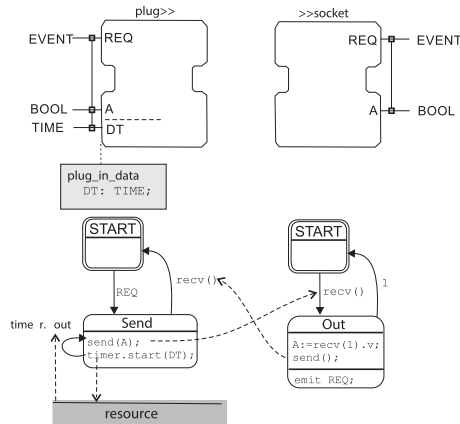 plug>>
>>socket
EVENT REQ
REQ EVENT
BOOL A
A BOOL
TIME DT
plug_in_data
DT: TIME;
START
START
REQ
recv()
recv()
1
time r. out
Send
send(A);
timer.start(DT);
Out
A:=recv(1).v;
send();
emit REQ;
resource